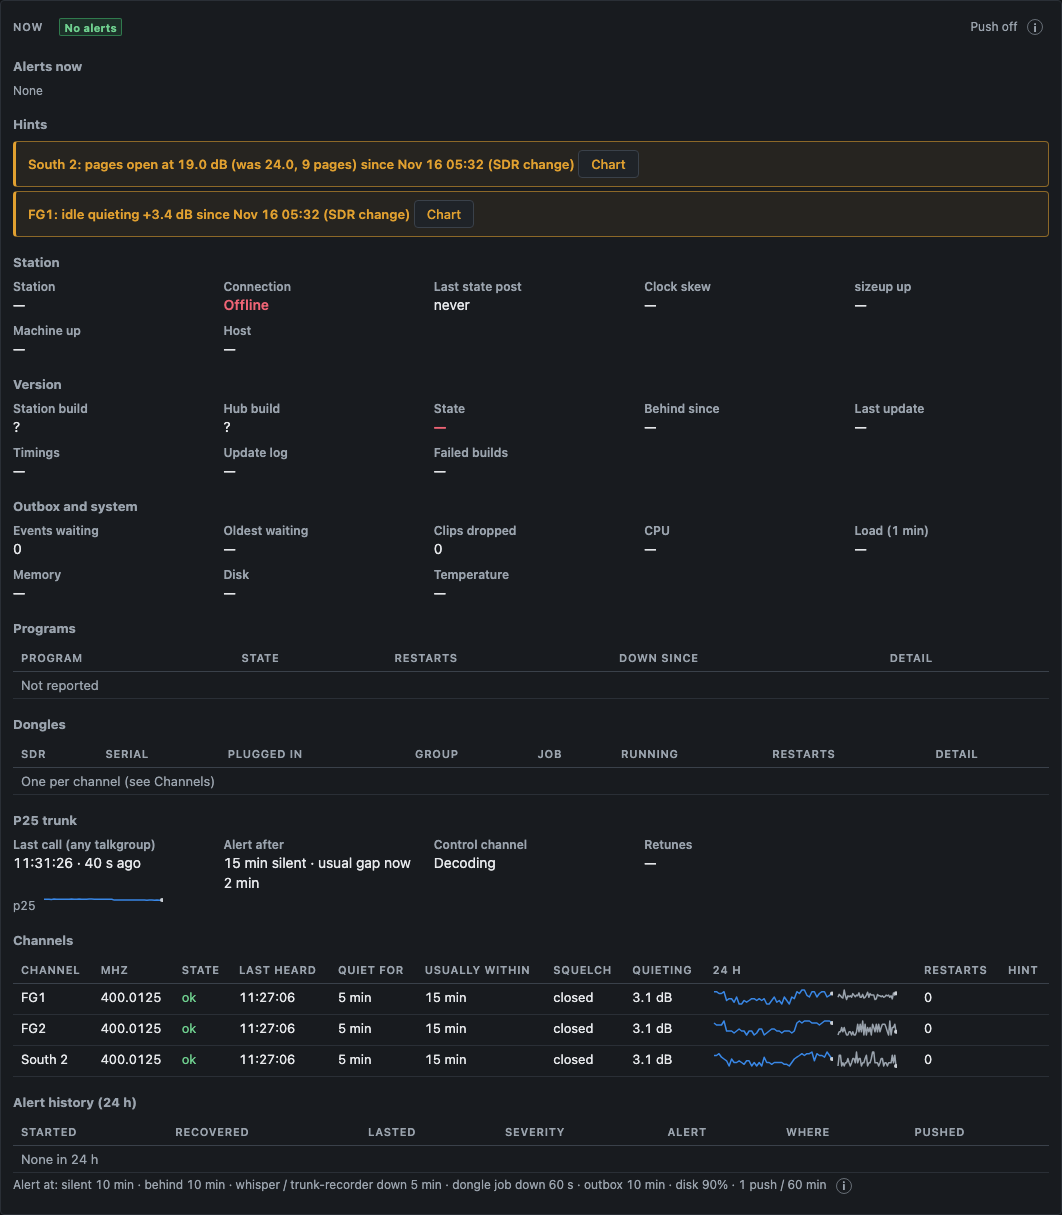 NOW No alerts Push off
Alerts now
None
Hints
South 2: pages open at 19.0 dB (was 24.0, 9 pages) since Nov 16 05:32 (SDR change) Chart
FG1: idle quieting +3.4 dB since Nov 16 05:32 (SDR change) Chart
Station
Station Connection Last state post Clock skew sizeup up
— Offline never — —
Machine up Host
— —
Version
Station build Hub build State Behind since Last update
? ? — — —
Timings Update log Failed builds
— — —
Outbox and system
Events waiting Oldest waiting Clips dropped CPU Load (1 min)
0 — 0 — —
Memory Disk Temperature
— — —
Programs
PROGRAM STATE RESTARTS DOWN SINCE DETAIL
Not reported
Dongles
SDR SERIAL PLUGGED IN GROUP JOB RUNNING RESTARTS DETAIL
One per channel (see Channels)
P25 trunk
Last call (any talkgroup) Alert after Control channel Retunes
11:31:26 · 40 s ago 15 min silent · usual gap now Decoding —
2 min
p25
Channels
CHANNEL MHZ STATE LAST HEARD QUIET FOR USUALLY WITHIN SQUELCH QUIETING 24 H RESTARTS HINT
FG1 400.0125 ok 11:27:06 5 min 15 min closed 3.1 dB 0
FG2 400.0125 ok 11:27:06 5 min 15 min closed 3.1 dB 0
South 2 400.0125 ok 11:27:06 5 min 15 min closed 3.1 dB 0
Alert history (24 h)
STARTED RECOVERED LASTED SEVERITY ALERT WHERE PUSHED
None in 24 h
Alert at: silent 10 min · behind 10 min · whisper / trunk-recorder down 5 min · dongle job down 60 s · outbox 10 min · disk 90% · 1 push / 60 min